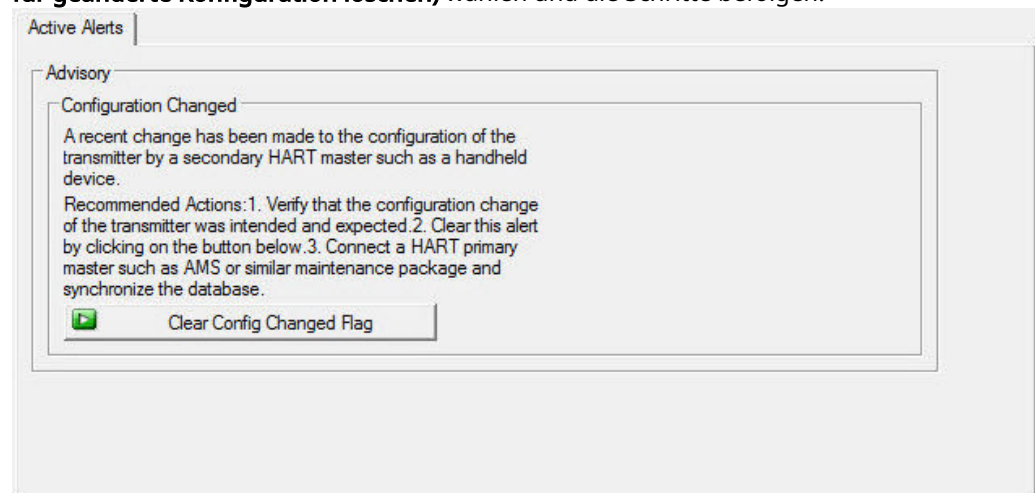 für geänderte Konfiguration löschen) wählen und die Schritte befolgen.
Active Alerts
Advisory
Configuration Changed
A recent change has been made to the configuration of the
transmitter by a secondary HART master such as a handheld
device.
Recommended Actions:1. Verify that the configuration change
of the transmitter was intended and expected.2. Clear this alert
by clicking on the button below.3. Connect a HART primary
master such as AMS or similar maintenance package and
synchronize the database.
Clear Config Changed Flag